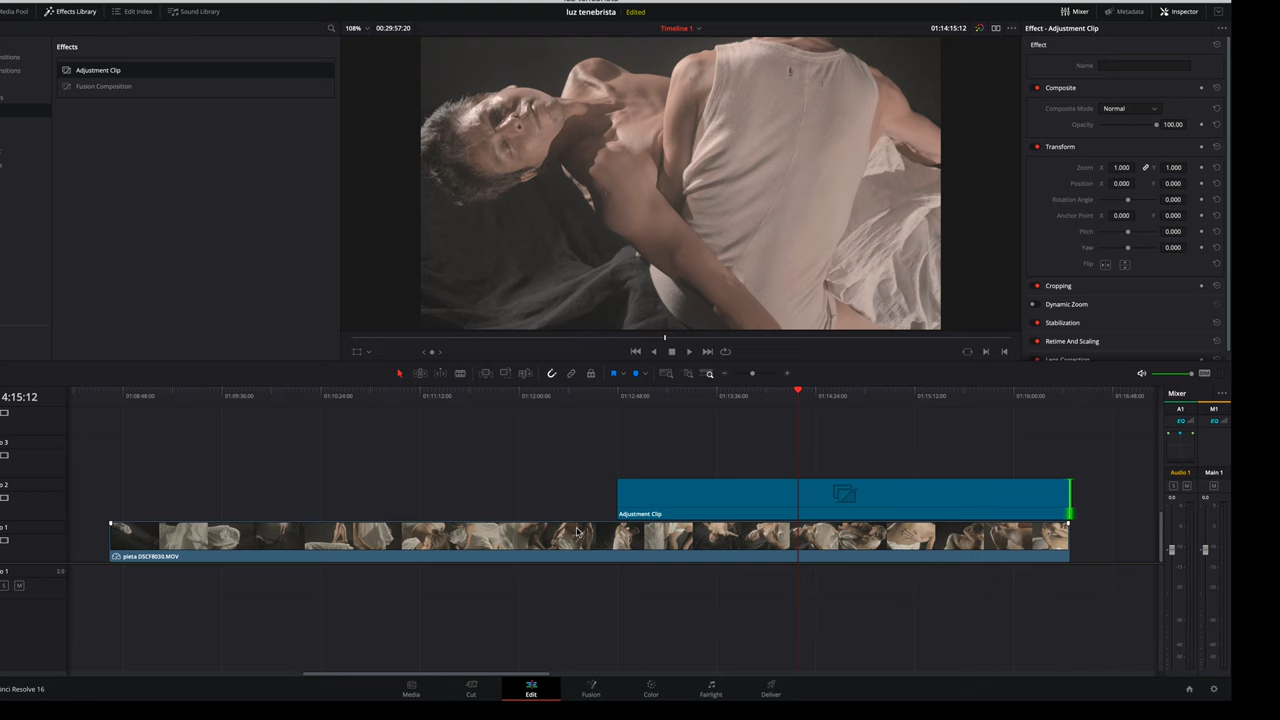 Media Pool
Effects Library
Edit Index
Sound Library
luz tenebrista
Edited
Mixer
Metadata
Inspector
108%
00:29:57:20
Timeline 1
01:14:15:12
Effect - Adjustment Clip
Effects
Adjustment Clip
Fusion Composition
Effect
Name
Composite
Composite Mode
Normal
Opacity
100.00
Transform
Zoom X 1.000 Y 1.000
Position X 0.000 Y 0.000
Rotation Angle 0.000
Anchor Point X 0.000 Y 0.000
Pitch 0.000
Yaw 0.000
Flip
Cropping
Dynamic Zoom
Stabilization
Retime And Scaling
Lens Correction
4:15:12
01:08:48:00 01:09:36:00 01:10:24:00 01:11:12:00 01:12:00:00 01:12:48:00 01:13:36:00 01:14:24:00 01:15:12:00 01:16:00:00 01:16:48:00
Mixer
A1 M1
EQ EQ
o 3
o 2
Adjustment Clip
o 1
pieta DSCF8030.MOV
o 1 2.0
S M
Audio 1 Main 1
S M M
0.0 0.0
inci Resolve 16
Media
Cut
Edit
Fusion
Color
Fairlight
Deliver